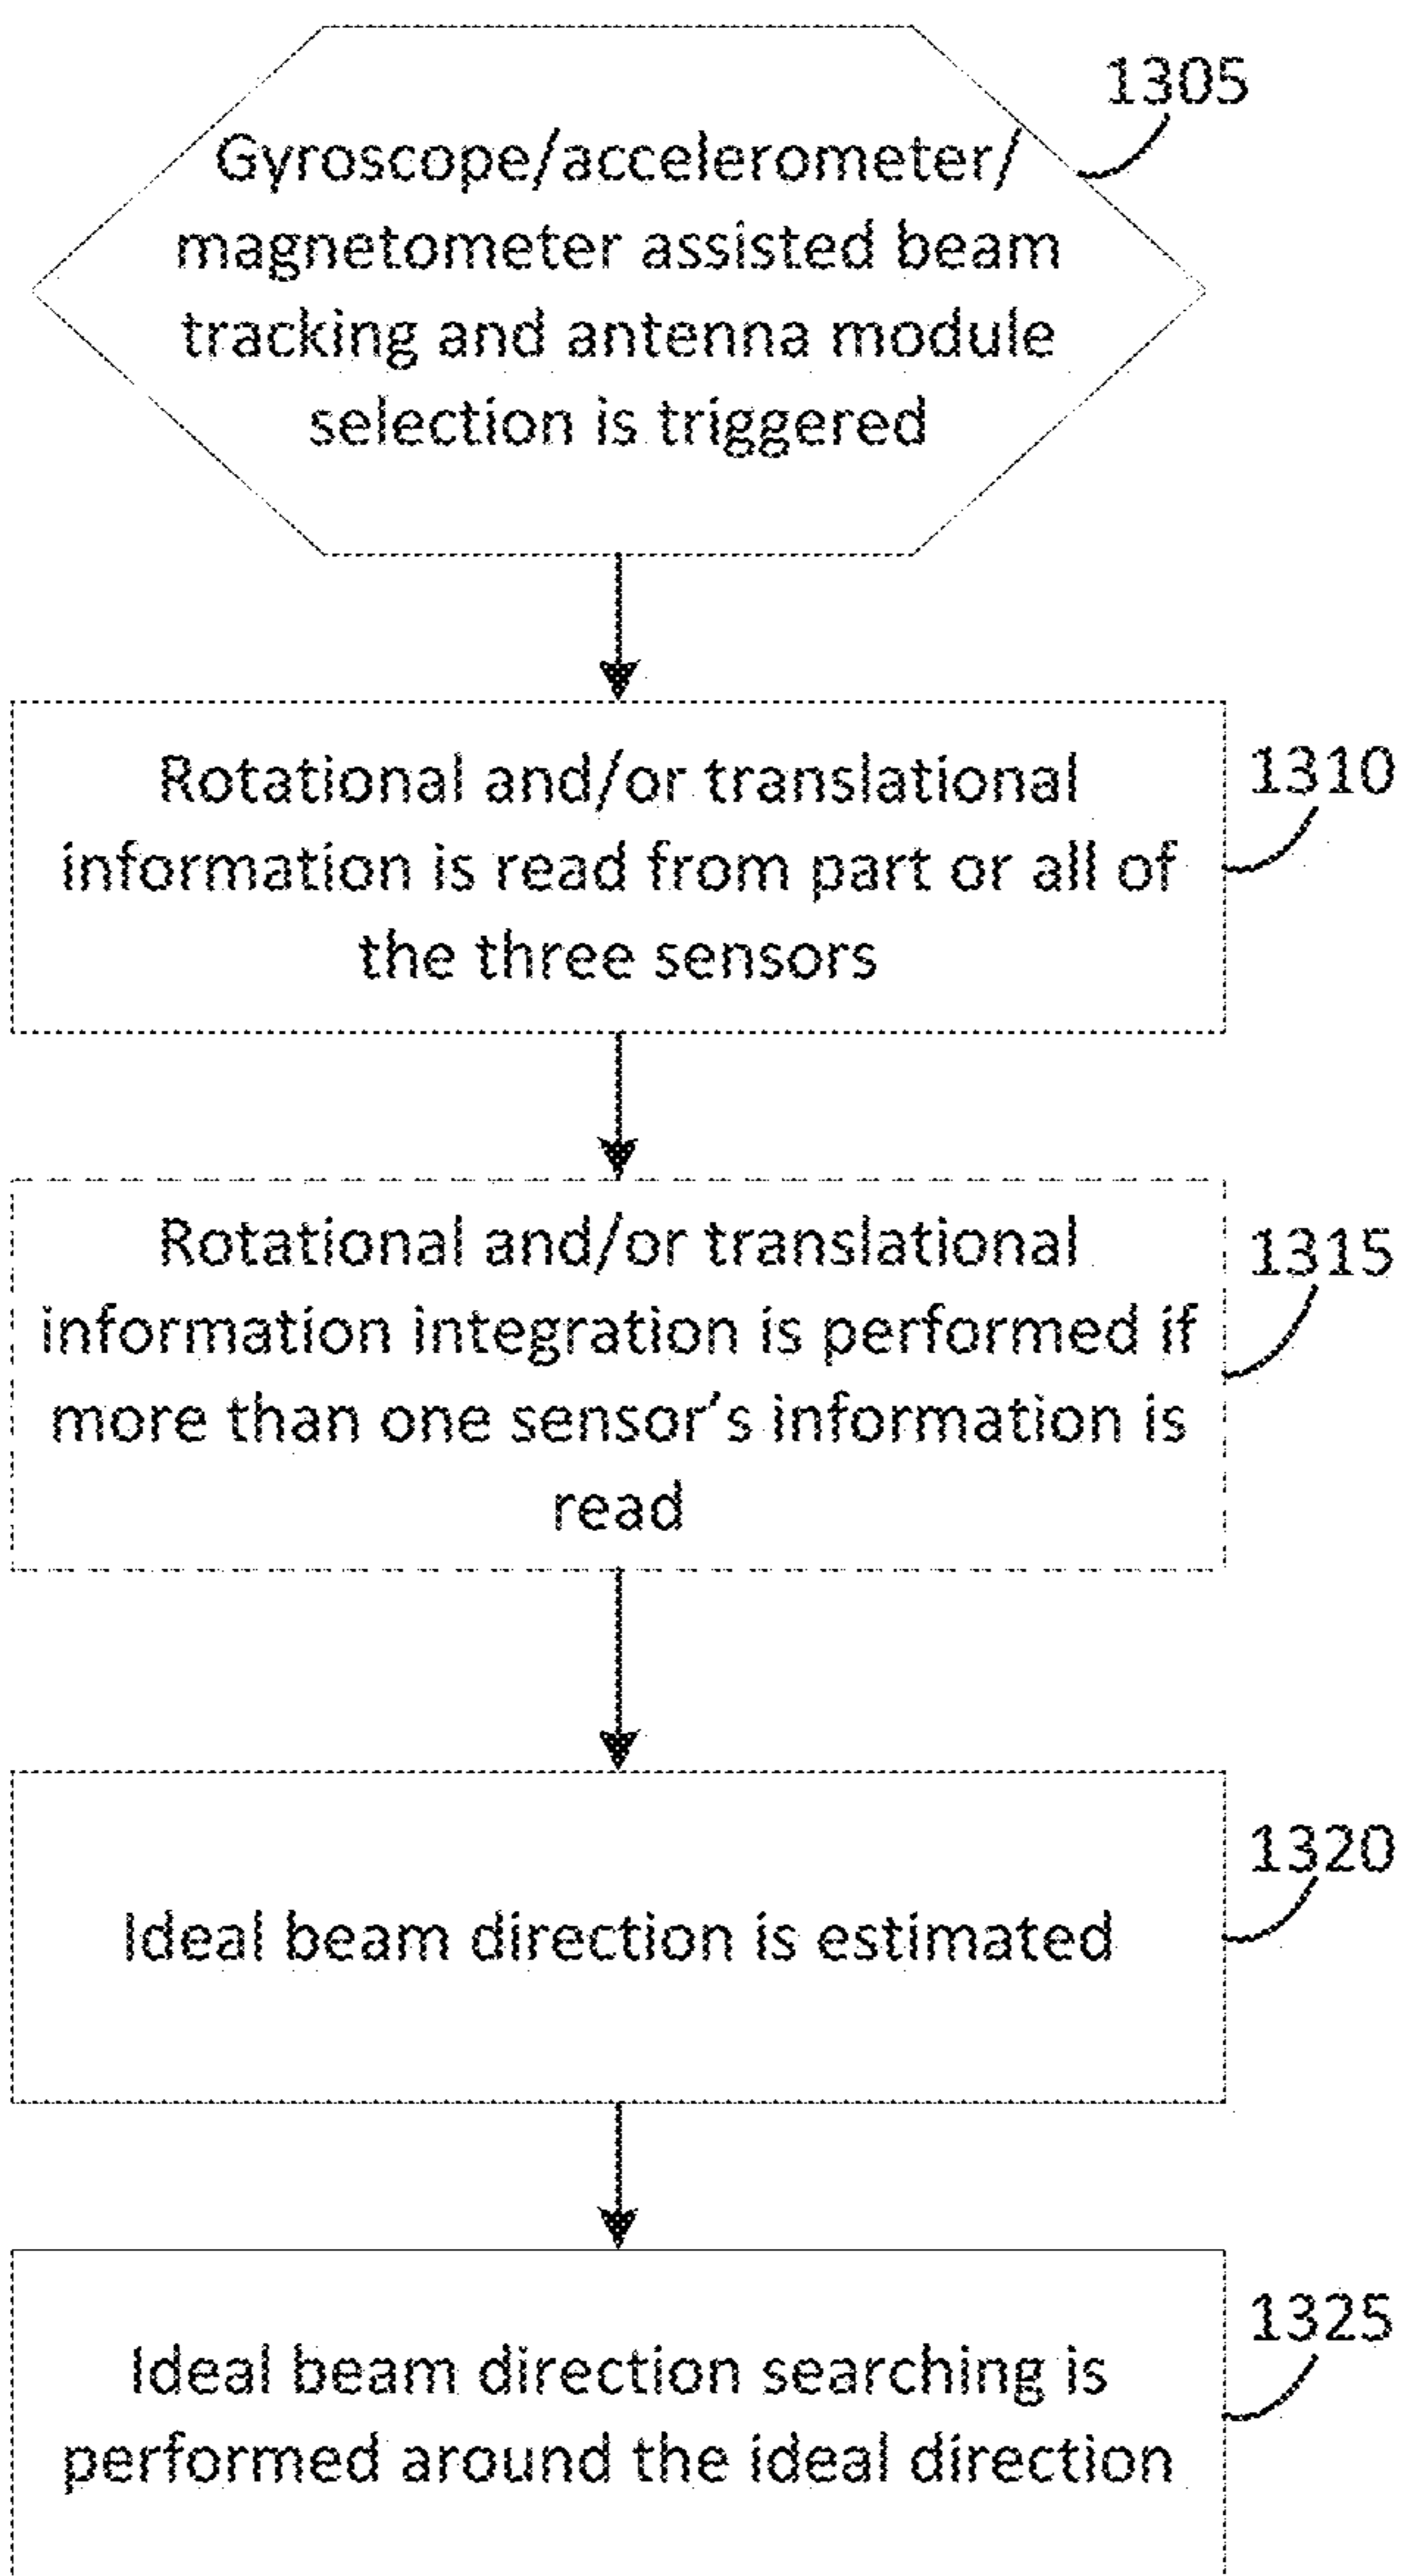 1305
Gyroscope/accelerometer/
magnetometer assisted beam
tracking and antenna module
selection is triggered
Rotational and/or translational
information is read from part or all of
the three sensors
1310
Rotational and/or translational
information integration is performed if
more than one sensor's information is
read
1315
Ideal beam direction is estimated
1320
Ideal beam direction searching is
performed around the ideal direction
1325